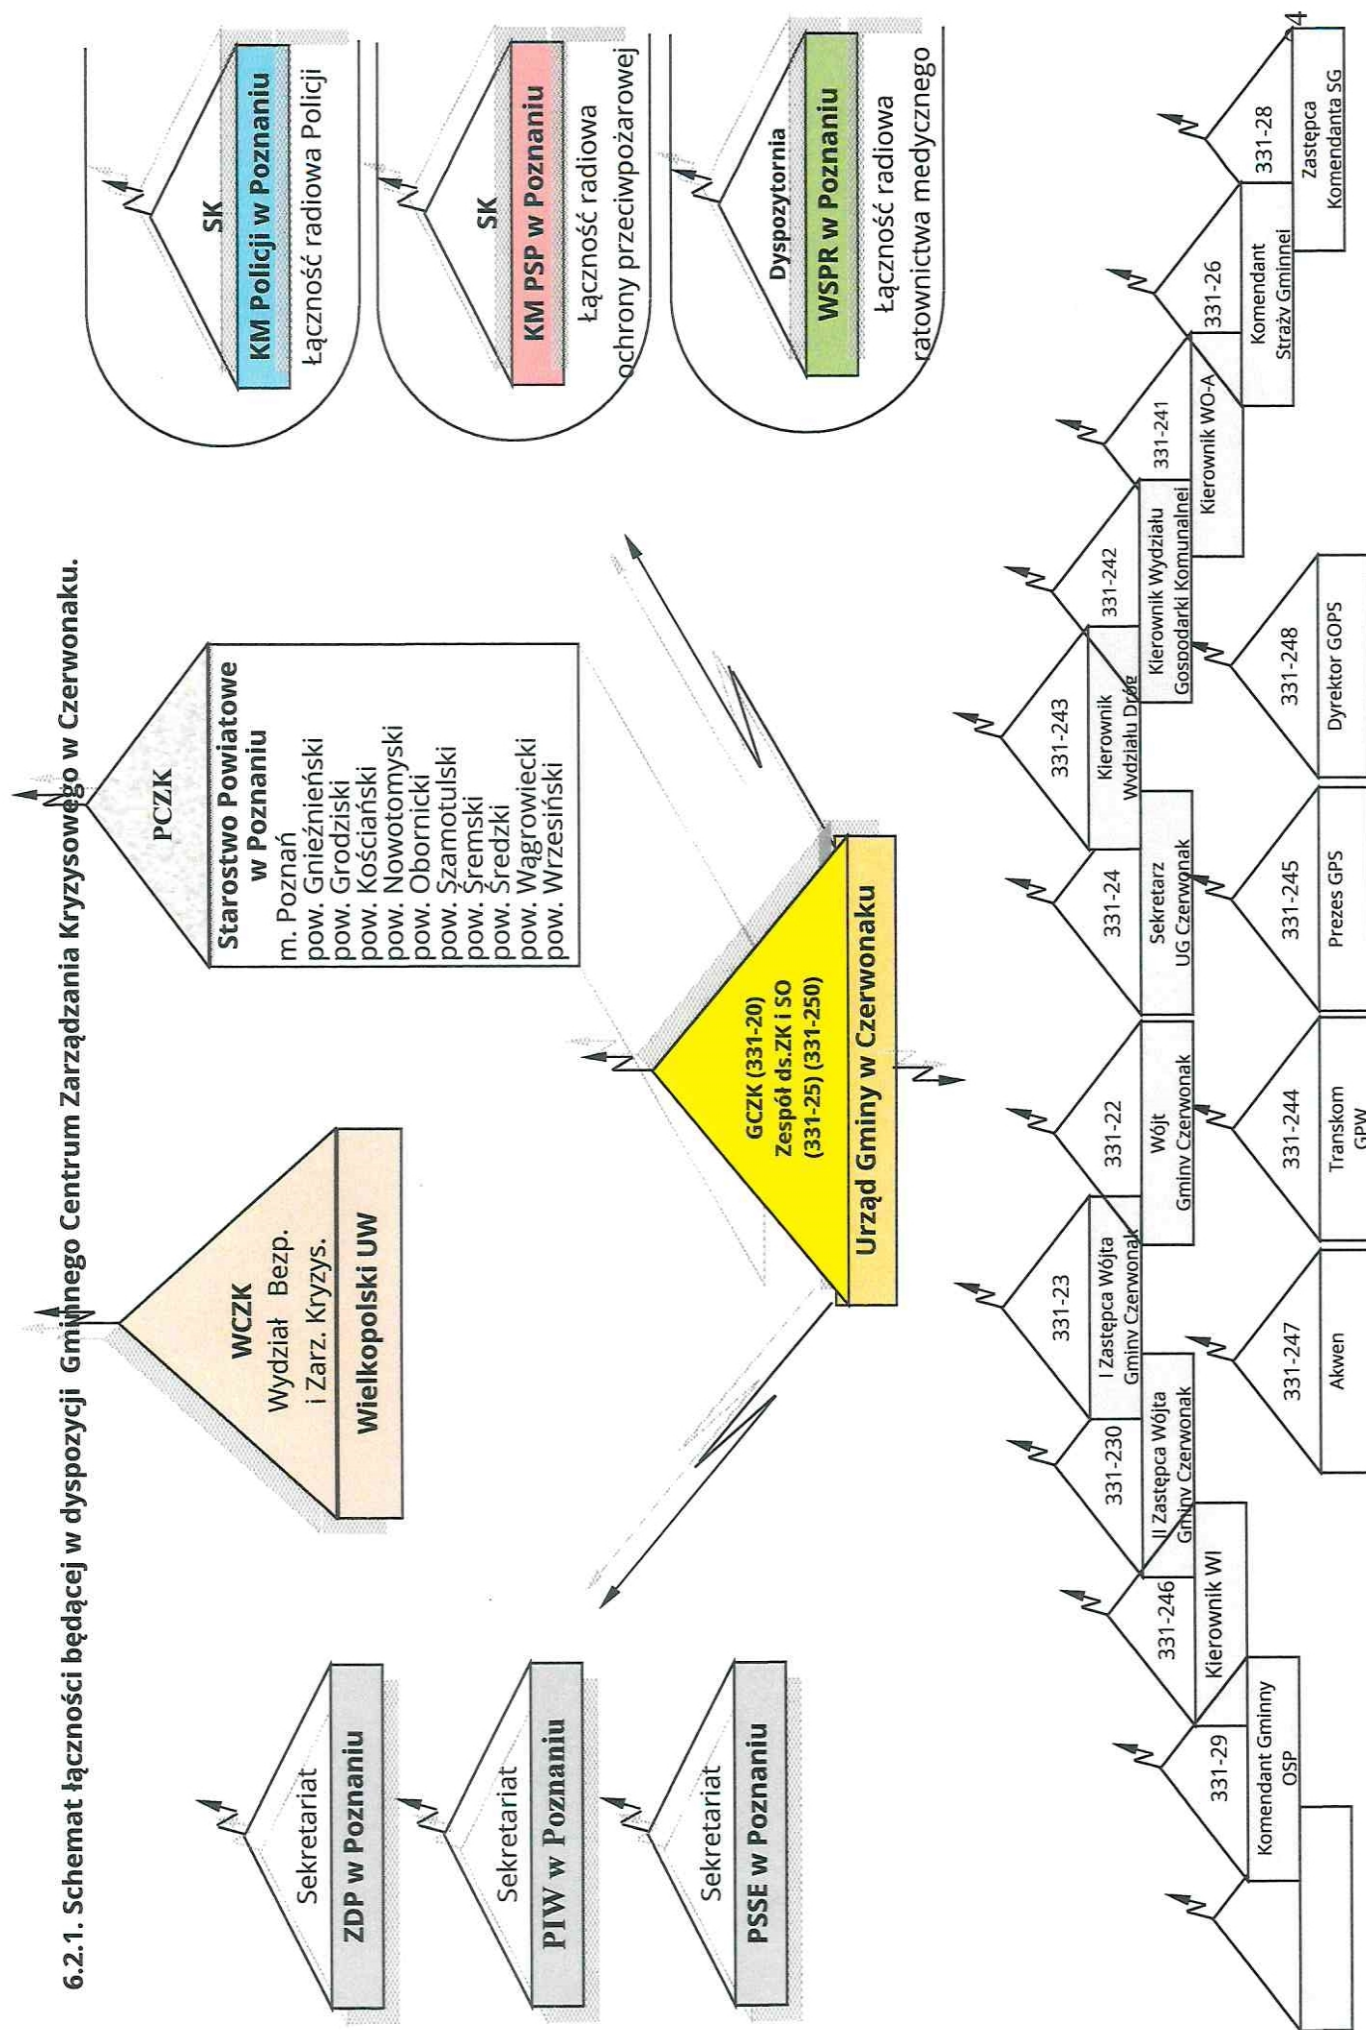 6.2.1. Schemat łączności będącej w dyspozycji Gminnego Centrum Zarządzania Kryzysowego w Czerwonaku.
Sekretariat
ZDP w Poznaniu
Sekretariat
PIW w Poznaniu
Sekretariat
PSSE w Poznaniu
WCZK
Wydział Bezp.
i Zarz. Kryzys.
Wielkopolski UW
PCZK
Starostwo Powiatowe
w Poznaniu
m. Poznań
pow. Gnieźnieński
pow. Grodziski
pow. Kościański
pow. Nowotomyski
pow. Obornicki
pow. Szamotulski
pow. Śremski
pow. Średzki
pow. Wągrowiecki
pow. Wrzesiński
SK
KM Policji w Poznaniu
Łączność radiowa Policji
SK
KM PSP w Poznaniu
Łączność radiowa
ochrony przeciwpożarowej
Dyspozytornia
WSPR w Poznaniu
Łączność radiowa
ratownictwa medycznego
GCZK (331-20)
Zespół ds.ZK i SO
(331-25) (331-250)
Urząd Gminy w Czerwonaku
331-29
Komendant Gminny
OSP
331-246
Kierownik WI
331-230
II Zastępca Wójta
Gminy Czerwonak
331-23
I Zastępca Wójta
Gminy Czerwonak
331-22
Wójt
Gminy Czerwonak
331-24
Sekretarz
UG Czerwonak
331-243
Kierownik
Wydziału Dróg
331-242
Kierownik Wydziału
Gospodarki Komunalnej
331-241
Kierownik WO-A
331-26
Komendant
Straży Gminnej
331-28
Zastępca
Komendanta SG
331-247
Akwen
331-244
Transkom
GPW
331-245
Prezes GPS
331-248
Dyrektor GOPS